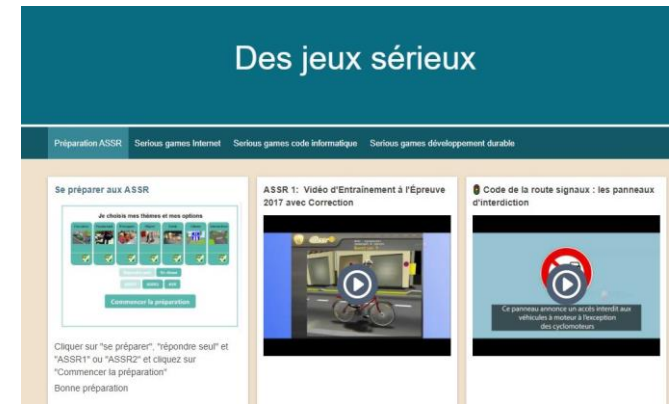 Des jeux sérieux
Préparation ASSR
Serious games Internet
Serious games code informatique
Serious games développement durable
Se préparer aux ASSR
Je choisis mes thèmes et mes options
Commencer la préparation
Cliquer sur "se préparer", "répondre seul" et
"ASSR1" ou "ASSR2" et cliquez sur
"Commencer la préparation"
Bonne préparation
ASSR 1: Vidéo d'Entraînement à l'Épreuve
2017 avec Correction
Code de la route signaux : les panneaux
d'interdiction
Ce panneau annonce un accès interdit aux
véhicules à moteur à l'exception
des cyclomoteurs